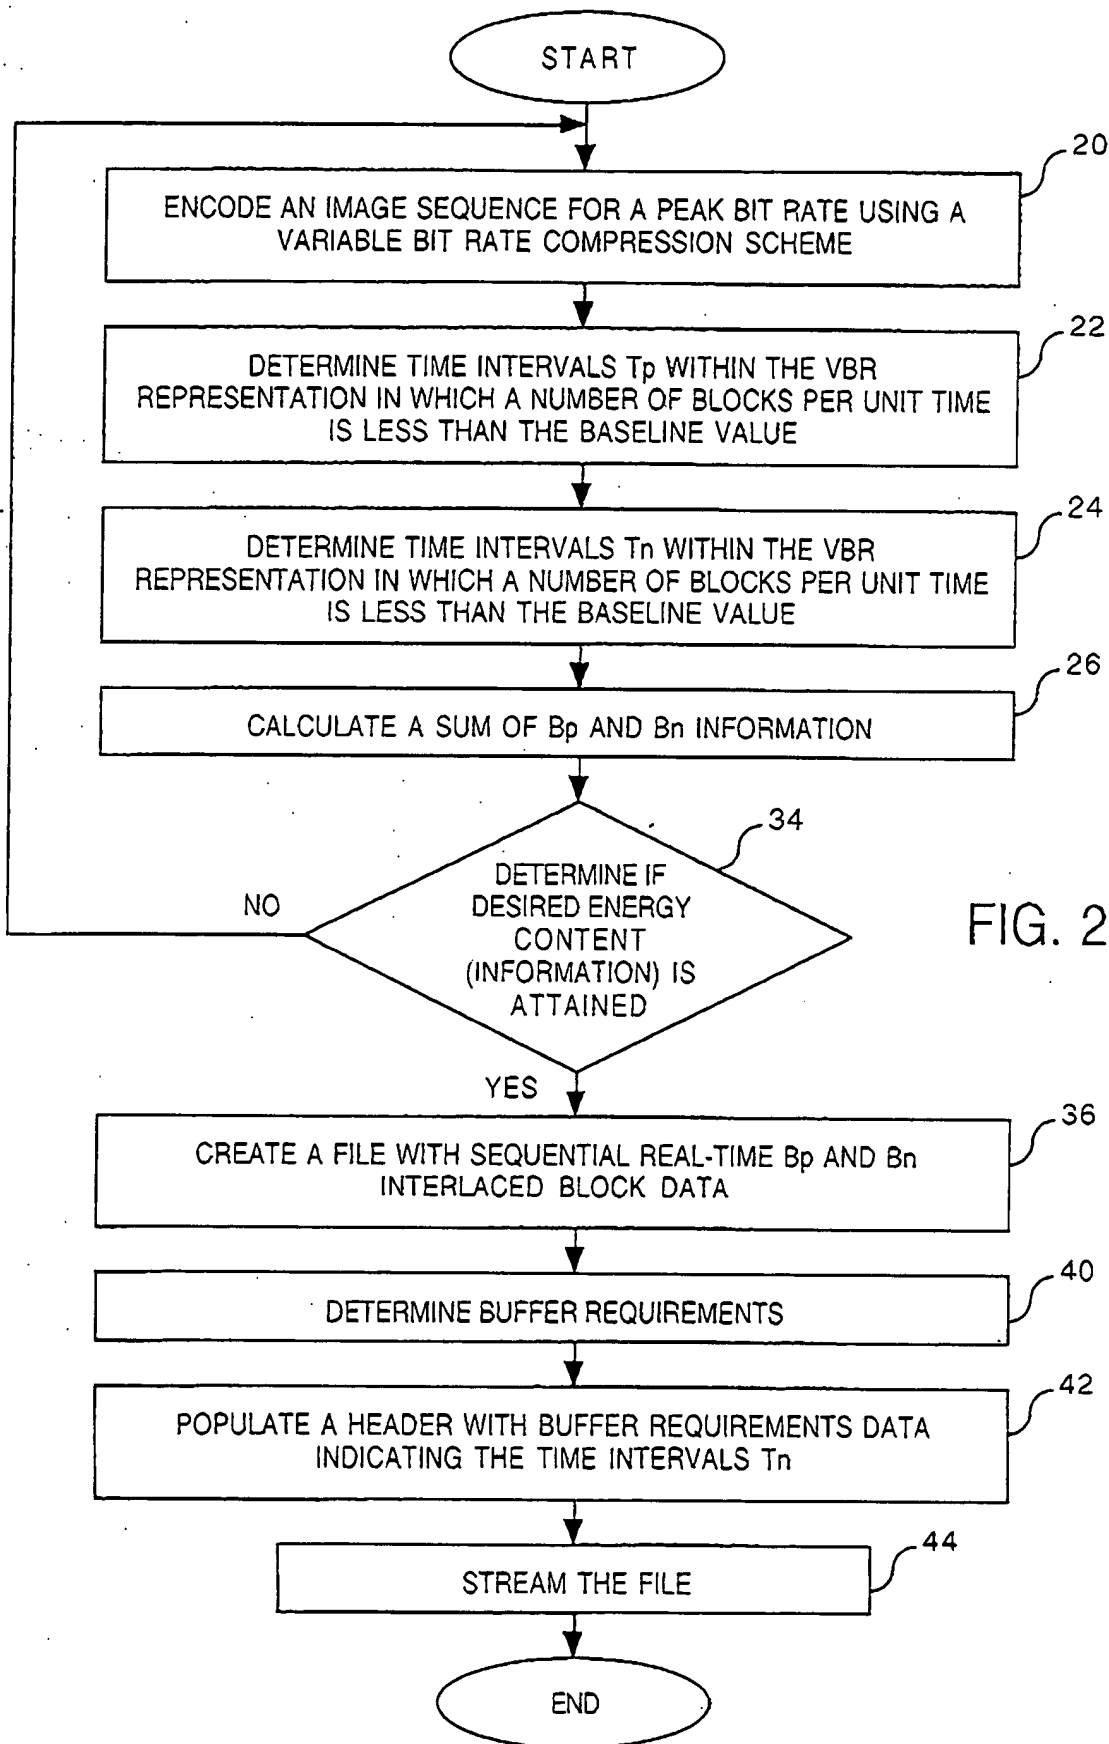 START
20
ENCODE AN IMAGE SEQUENCE FOR A PEAK BIT RATE USING A
VARIABLE BIT RATE COMPRESSION SCHEME
22
DETERMINE TIME INTERVALS Tp WITHIN THE VBR
REPRESENTATION IN WHICH A NUMBER OF BLOCKS PER UNIT TIME
IS LESS THAN THE BASELINE VALUE
24
DETERMINE TIME INTERVALS Tn WITHIN THE VBR
REPRESENTATION IN WHICH A NUMBER OF BLOCKS PER UNIT TIME
IS LESS THAN THE BASELINE VALUE
26
CALCULATE A SUM OF Bp AND Bn INFORMATION
34
DETERMINE IF
DESIRED ENERGY
CONTENT
(INFORMATION) IS
ATTAINED
NO
FIG. 2
YES
36
CREATE A FILE WITH SEQUENTIAL REAL-TIME Bp AND Bn
INTERLACED BLOCK DATA
40
DETERMINE BUFFER REQUIREMENTS
42
POPULATE A HEADER WITH BUFFER REQUIREMENTS DATA
INDICATING THE TIME INTERVALS Tn
44
STREAM THE FILE
END